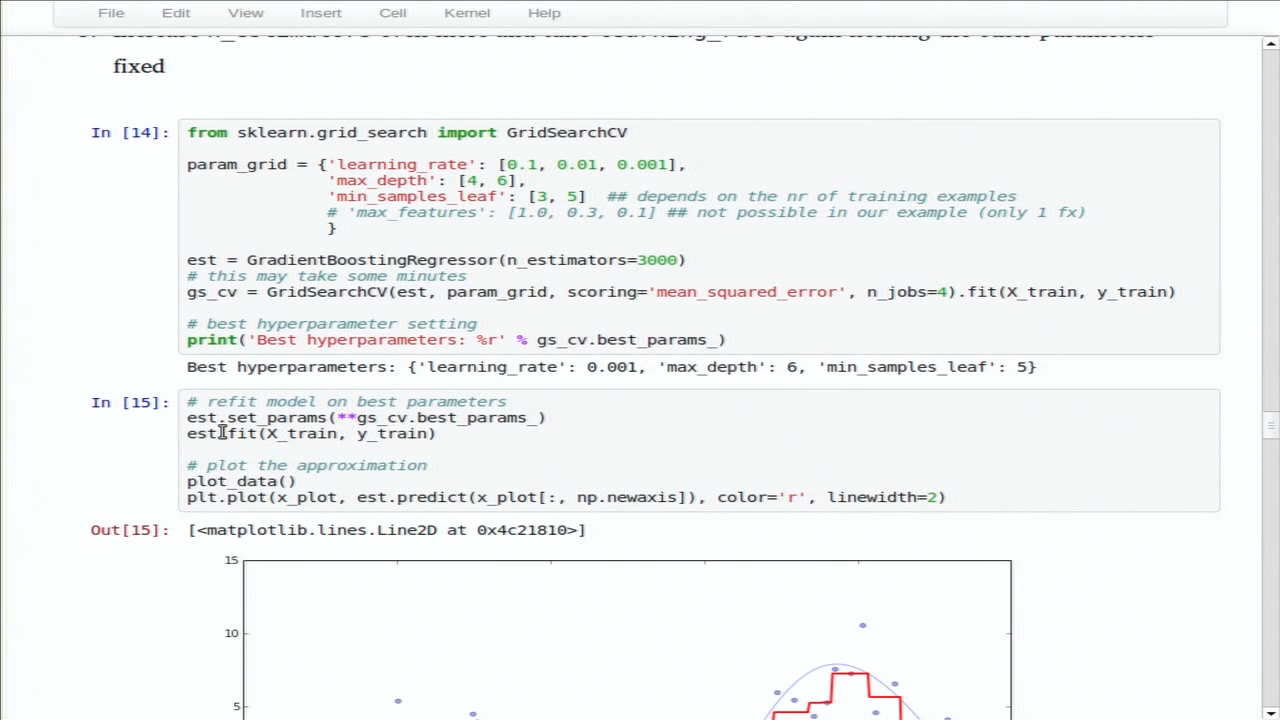 File Edit View Insert Cell Kernel Help
fixed
In [14]: from sklearn.grid_search import GridSearchCV
param_grid = {'learning_rate': [0.1, 0.01, 0.001],
'max_depth': [4, 6],
'min_samples_leaf': [3, 5]  ## depends on the nr of training examples
# 'max_features': [1.0, 0.3, 0.1] ## not possible in our example (only 1 fx)
}
est = GradientBoostingRegressor(n_estimators=3000)
# this may take some minutes
gs_cv = GridSearchCV(est, param_grid, scoring='mean_squared_error', n_jobs=4).fit(X_train, y_train)
# best hyperparameter setting
print('Best hyperparameters: %r' % gs_cv.best_params_)
Best hyperparameters: {'learning_rate': 0.001, 'max_depth': 6, 'min_samples_leaf': 5}
In [15]: # refit model on best parameters
est.set_params(**gs_cv.best_params_)
est.fit(X_train, y_train)
# plot the approximation
plot_data()
plt.plot(x_plot, est.predict(x_plot[:, np.newaxis]), color='r', linewidth=2)
Out[15]: [<matplotlib.lines.Line2D at 0x4c21810>]
15
10
5